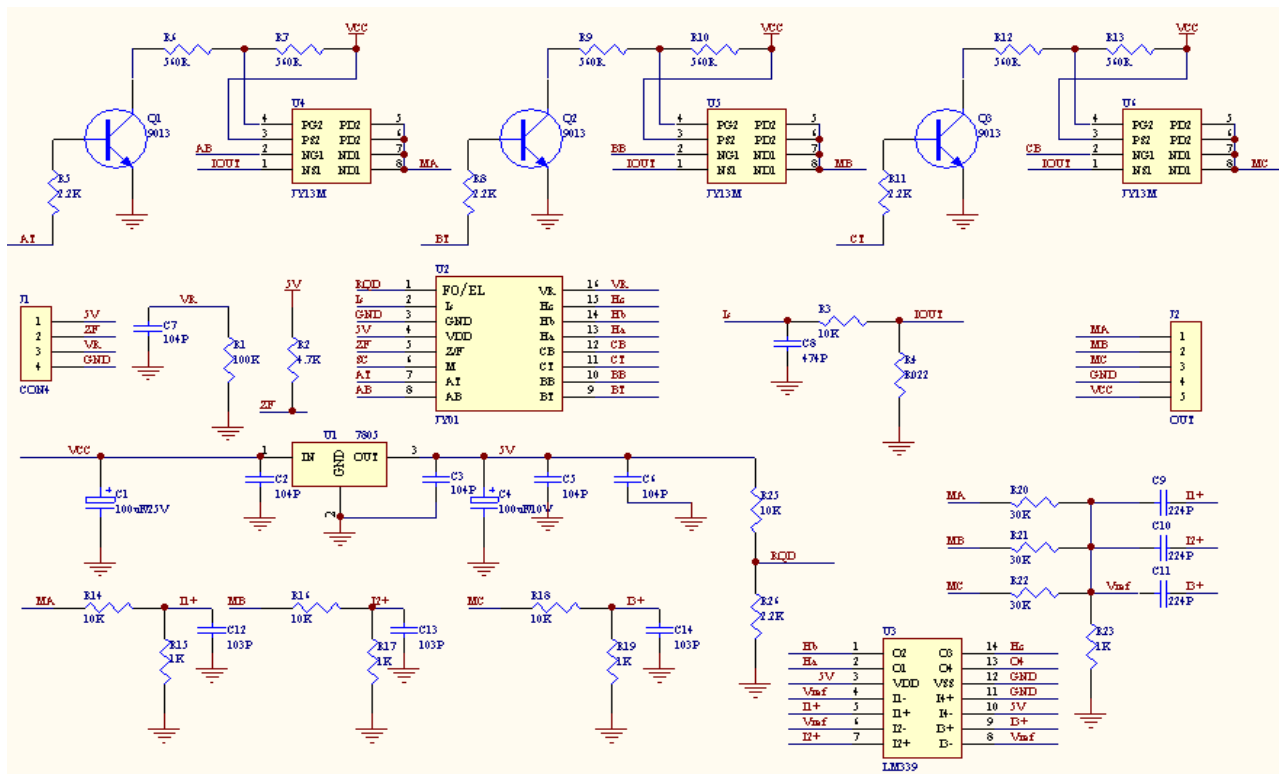 VCC VCC VCC
R6 R7 R9 R10 R12 R13
560R 560R 560R 560R 560R 560R
U4 U5 U6
Q1
9013
4 PG2 PD2 5
3 PS2 PD2 6
AB 2 NG1 ND1 7
IOUT 1 NS1 ND1 8 MA
JY13M
R5
2.2K
AT
Q2
9013
4 PG2 PD2 5
3 PS2 PD2 6
BB 2 NG1 ND1 7
IOUT 1 NS1 ND1 8 MB
JY13M
R8
2.2K
BT
Q3
9013
4 PG2 PD2 5
3 PS2 PD2 6
CB 2 NG1 ND1 7
IOUT 1 NS1 ND1 8 MC
JY13M
R11
2.2K
CT
J1
1 5V
2 ZF
3 VR
4 GND
CON4
VR
C7
104P
R1
100K
5V
R2
4.7K
ZF
U2
RQD 1 FO/EL VR 16 VR
Is 2 Is Hc 15 Hc
GND 3 GND Hb 14 Hb
5V 4 VDD Ha 13 Ha
ZF 5 Z/F CB 12 CB
SC 6 M CT 11 CT
AT 7 AT BB 10 BB
AB 8 AB BT 9 BT
JY01
Is
R3
10K
IOUT
C8
474P
R4
R022
J2
MA 1
MB 2
MC 3
GND 4
VCC 5
OUT
VCC
U1 7805
1 IN GND OUT 3
2
5V
C1
100uF/25V
C2
104P
C3
104P
C4
100uF/10V
C5
104P
C6
104P
R25
10K
RQD
R26
2.2K
MA R20 30K C9 224P I1+
MB R21 30K C10 224P I2+
MC R22 30K Vmf C11 224P I3+
R23
1K
MA R14 10K I1+
R15
1K
C12
103P
MB R16 10K I2+
R17
1K
C13
103P
MC R18 10K I3+
R19
1K
C14
103P
U3
Hb 1 O2 O3 14 Hc
Ha 2 O1 O4 13 O4
5V 3 VDD VSS 12 GND
Vmf 4 I1- I4+ 11 GND
I1+ 5 I1+ I4- 10 5V
Vmf 6 I2- I3+ 9 I3+
I2+ 7 I2+ I3- 8 Vmf
LM339